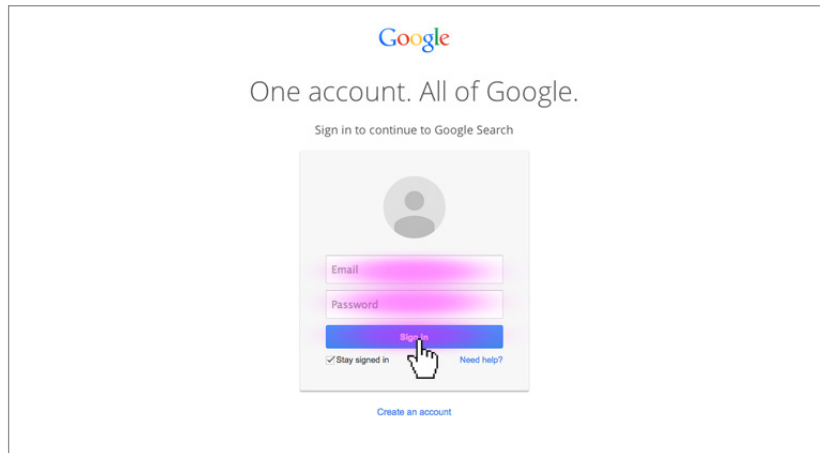 Google
One account. All of Google.
Sign in to continue to Google Search
Email
Password
Sign in
Stay signed in Need help?
Create an account